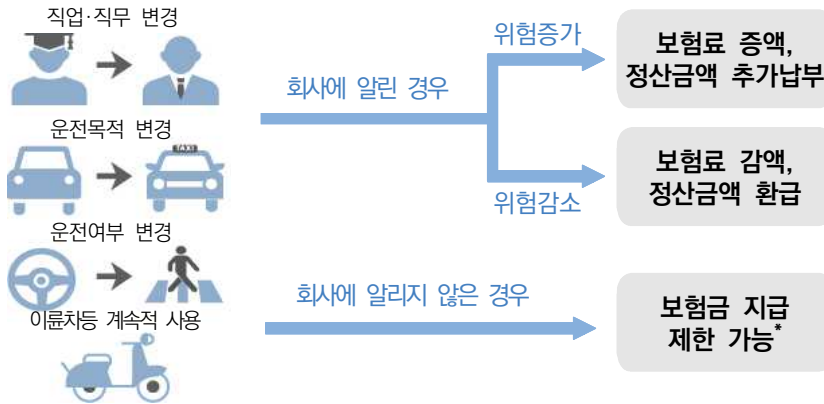 직업·직무 변경
운전목적 변경
TAXI
운전여부 변경
이륜차등 계속적 사용
회사에 알린 경우
위험증가
위험감소
보험료 증액,
정산금액 추가납부
보험료 감액,
정산금액 환급
회사에 알리지 않은 경우
보험금 지급
제한 가능*